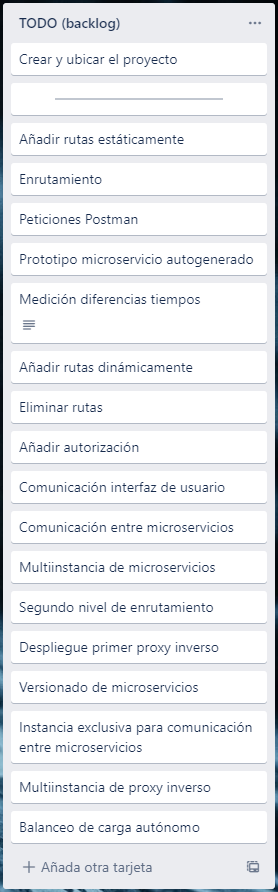 TODO (backlog)
Crear y ubicar el proyecto
Añadir rutas estáticamente
Enrutamiento
Peticiones Postman
Prototipo microservicio autogenerado
Medición diferencias tiempos
Añadir rutas dinámicamente
Eliminar rutas
Añadir autorización
Comunicación interfaz de usuario
Comunicación entre microservicios
Multiinstancia de microservicios
Segundo nivel de enrutamiento
Despliegue primer proxy inverso
Versionado de microservicios
Instancia exclusiva para comunicación
entre microservicios
Multiinstancia de proxy inverso
Balanceo de carga autónomo
+ Añada otra tarjeta